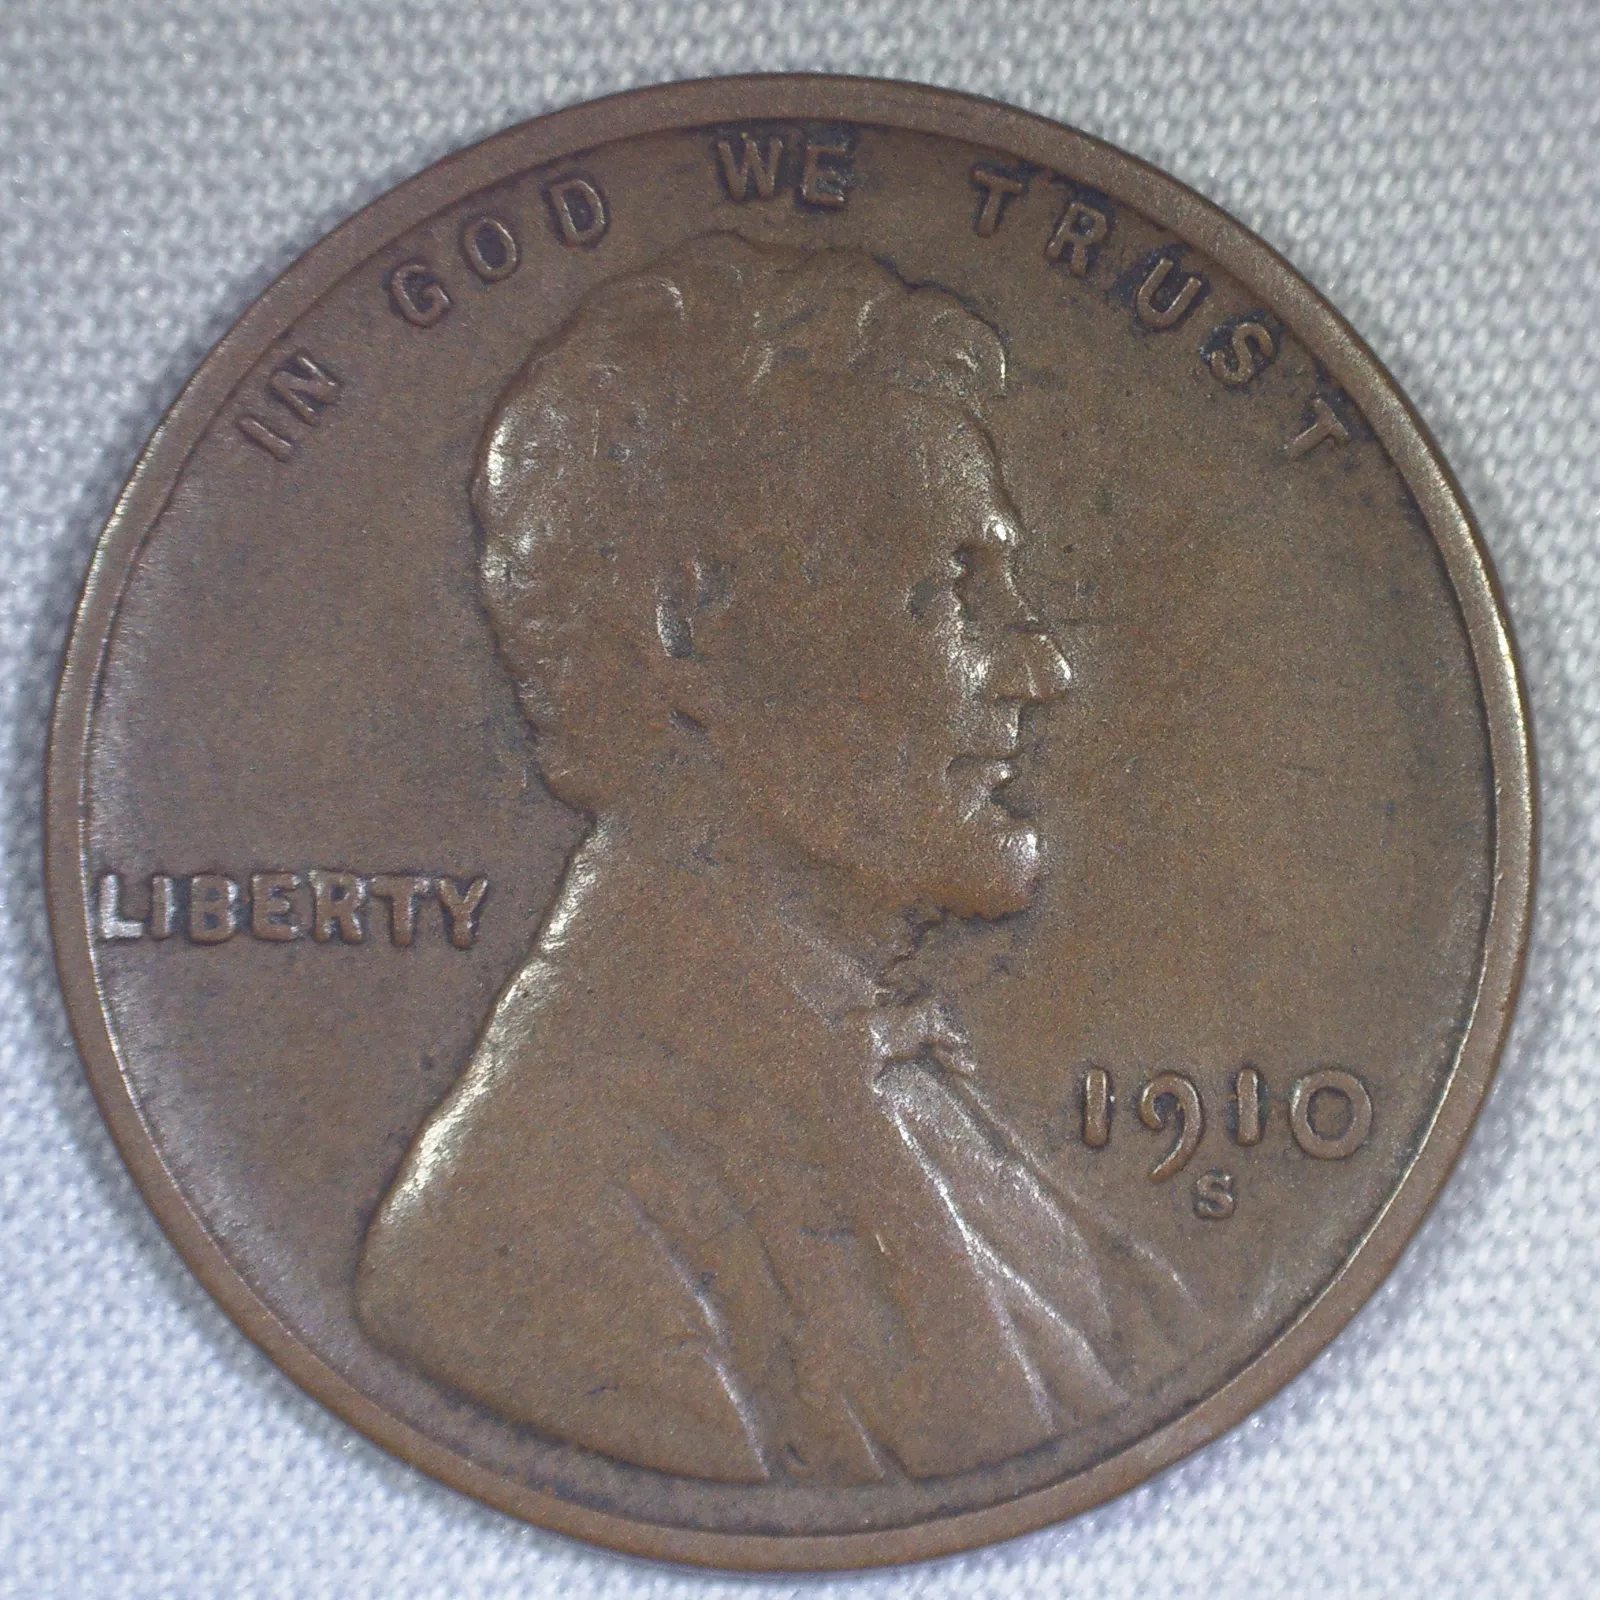 IN GOD WE TRUST
LIBERTY
1910
S